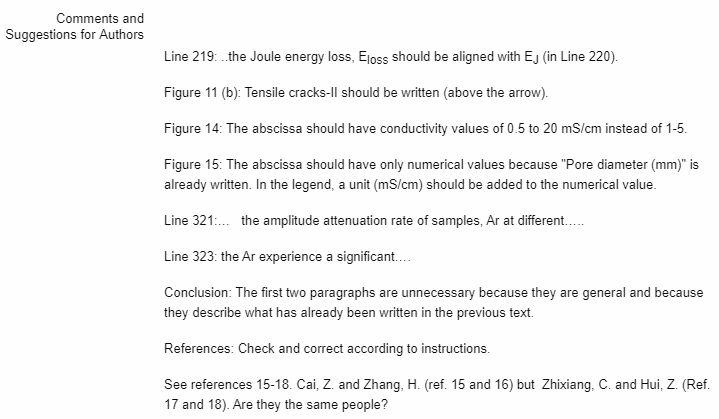 Comments and
Suggestions for Authors
Line 219: ..the Joule energy loss, Eloss should be aligned with EJ (in Line 220).
Figure 11 (b): Tensile cracks-II should be written (above the arrow).
Figure 14: The abscissa should have conductivity values of 0.5 to 20 mS/cm instead of 1-5.
Figure 15: The abscissa should have only numerical values because "Pore diameter (mm)" is
already written. In the legend, a unit (mS/cm) should be added to the numerical value.
Line 321:... the amplitude attenuation rate of samples, Ar at different.....
Line 323: the Ar experience a significant....
Conclusion: The first two paragraphs are unnecessary because they are general and because
they describe what has already been written in the previous text.
References: Check and correct according to instructions.
See references 15-18. Cai, Z. and Zhang, H. (ref. 15 and 16) but Zhixiang, C. and Hui, Z. (Ref.
17 and 18). Are they the same people?